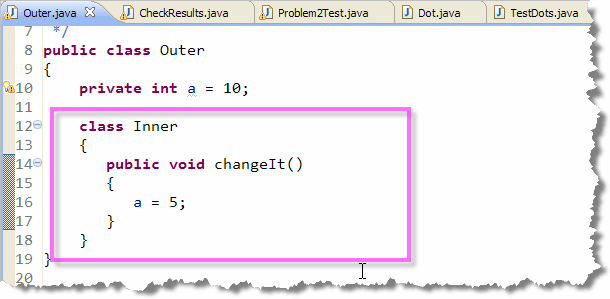 Outer.java CheckResults.java Problem2Test.java Dot.java TestDots.java
7 */
8 public class Outer
9 {
10 private int a = 10;
11
12 class Inner
13 {
14 public void changeIt()
15 {
16 a = 5;
17 }
18 }
19 }
20